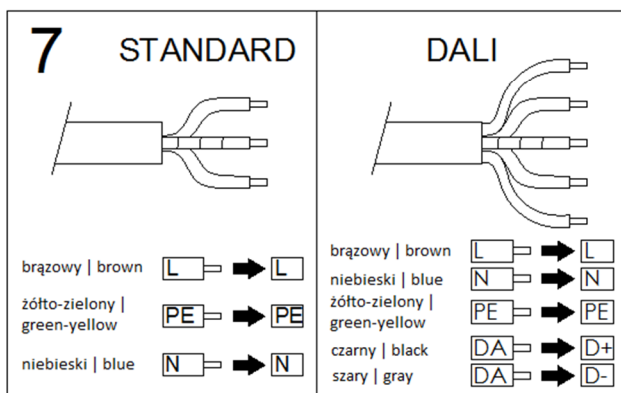 7 STANDARD
brązowy | brown L L
żółto-zielony |
green-yellow PE PE
niebieski | blue N N
DALI
brązowy | brown L L
niebieski | blue N N
żółto-zielony |
green-yellow PE PE
czarny | black DA D+
szary | gray DA D-